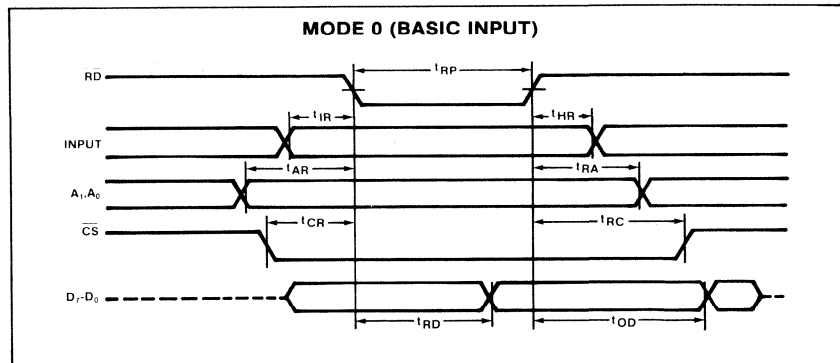 MODE 0 (BASIC INPUT)
RD
tRP
tIR
tHR
INPUT
tAR
tRA
A₁,A₀
tCR
tRC
CS
D₇-D₀
tRD
tOD